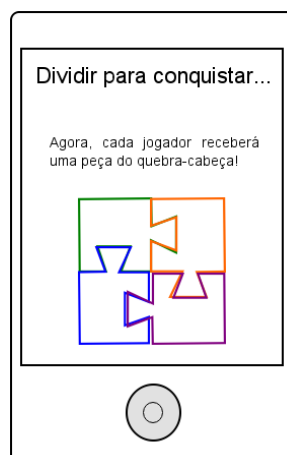 Dividir para conquistar...
Agora, cada jogador receberá
uma peça do quebra-cabeça!